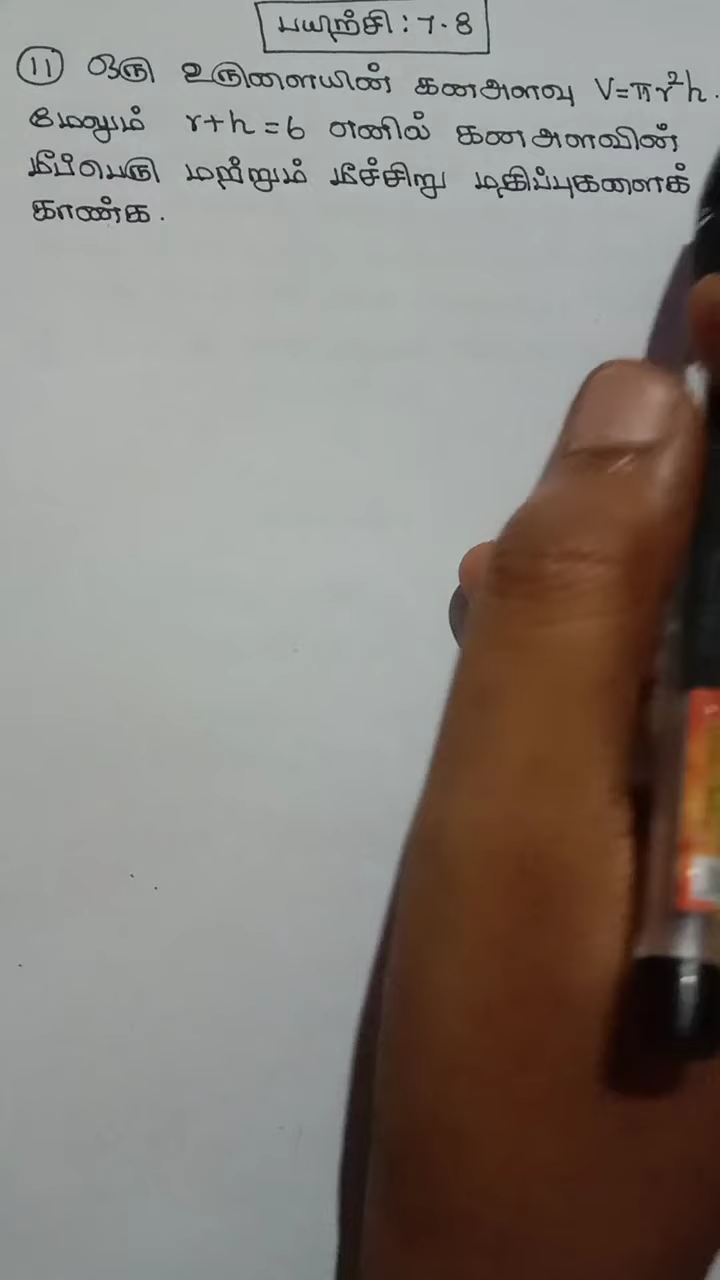 பயிற்சி : 7.8
11 ஒரு உருளையின் கனஅளவு V=πr²h.
மேலும் r+h=6 எனில் கனஅளவின்
மீப்பெரு மற்றும் மீச்சிறு மதிப்புகளைக்
காண்க.